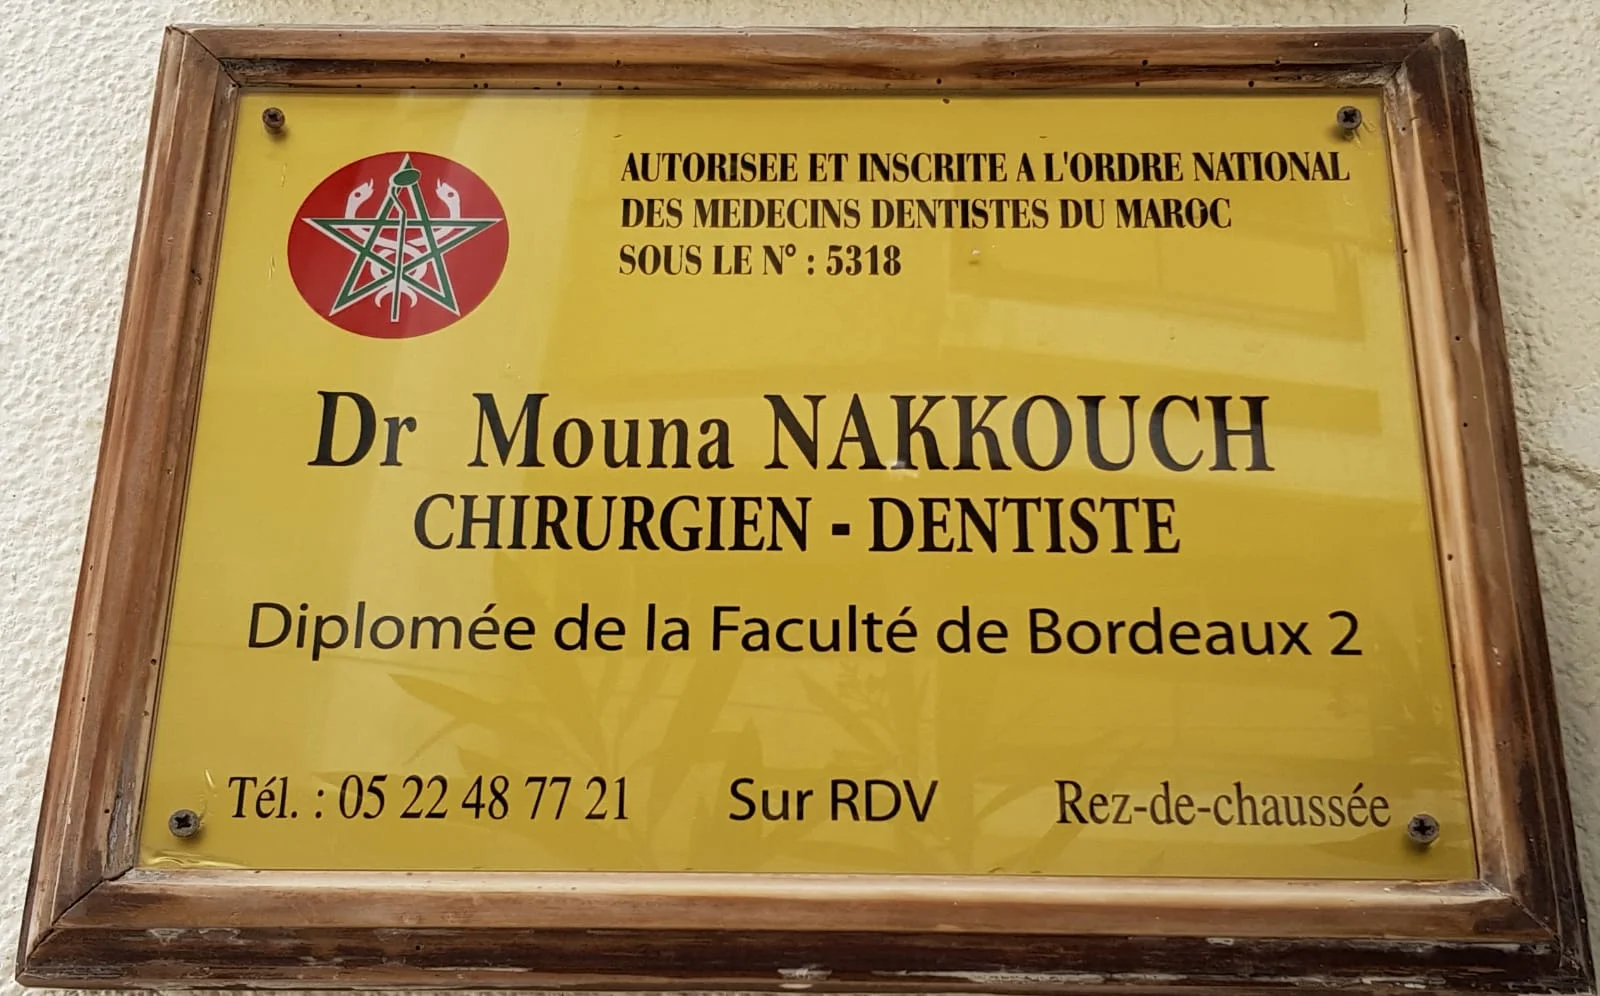 AUTORISEE ET INSCRITE A L'ORDRE NATIONAL
DES MEDECINS DENTISTES DU MAROC
SOUS LE N° : 5318
Dr Mouna NAKKOUCH
CHIRURGIEN - DENTISTE
Diplomée de la Faculté de Bordeaux 2
Tél. : 05 22 48 77 21 Sur RDV Rez-de-chaussée